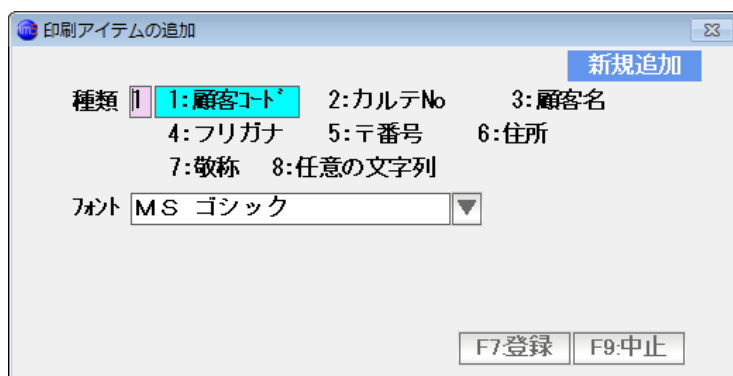 印刷アイテムの追加
新規追加
種類 1 1:顧客ｺｰﾄﾞ 2:カルテNo 3:顧客名
4:フリガナ 5:〒番号 6:住所
7:敬称 8:任意の文字列
ﾌｫﾝﾄ ＭＳ ゴシック
F7:登録 F9:中止